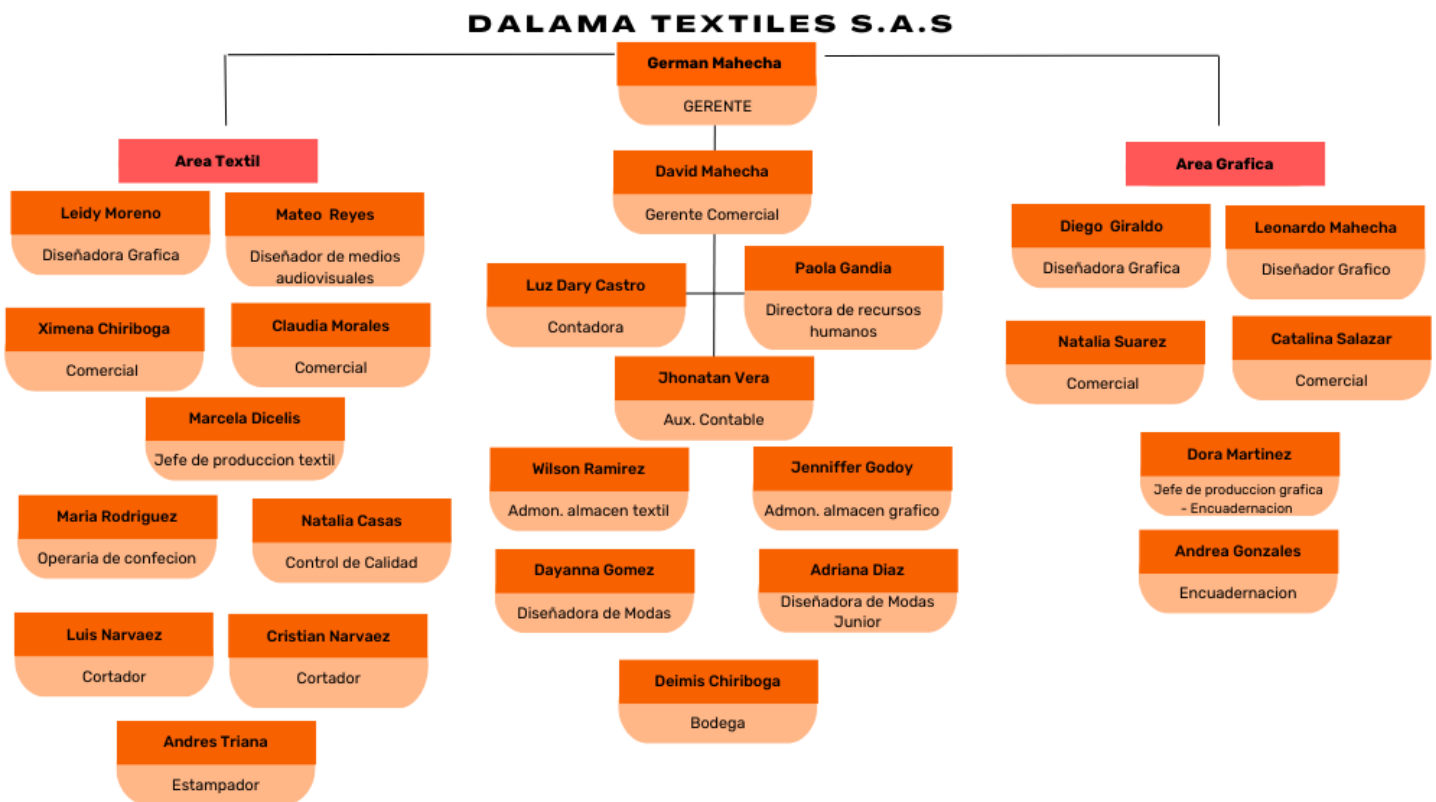 DALAMA TEXTILES S.A.S
German Mahecha
GERENTE
David Mahecha
Gerente Comercial
Luz Dary Castro
Contadora
Paola Gandia
Directora de recursos
humanos
Jhonatan Vera
Aux. Contable
Wilson Ramirez
Admon. almacen textil
Jenniffer Godoy
Admon. almacen grafico
Dayanna Gomez
Diseñadora de Modas
Adriana Diaz
Diseñadora de Modas
Junior
Deimis Chiriboga
Bodega
Area Textil
Leidy Moreno
Diseñadora Grafica
Mateo Reyes
Diseñador de medios
audiovisuales
Ximena Chiriboga
Comercial
Claudia Morales
Comercial
Marcela Dicelis
Jefe de produccion textil
Maria Rodriguez
Operaria de confecion
Natalia Casas
Control de Calidad
Luis Narvaez
Cortador
Cristian Narvaez
Cortador
Andres Triana
Estampador
Area Grafica
Diego Giraldo
Diseñadora Grafica
Leonardo Mahecha
Diseñador Grafico
Natalia Suarez
Comercial
Catalina Salazar
Comercial
Dora Martinez
Jefe de produccion grafica
- Encuadernacion
Andrea Gonzales
Encuadernacion